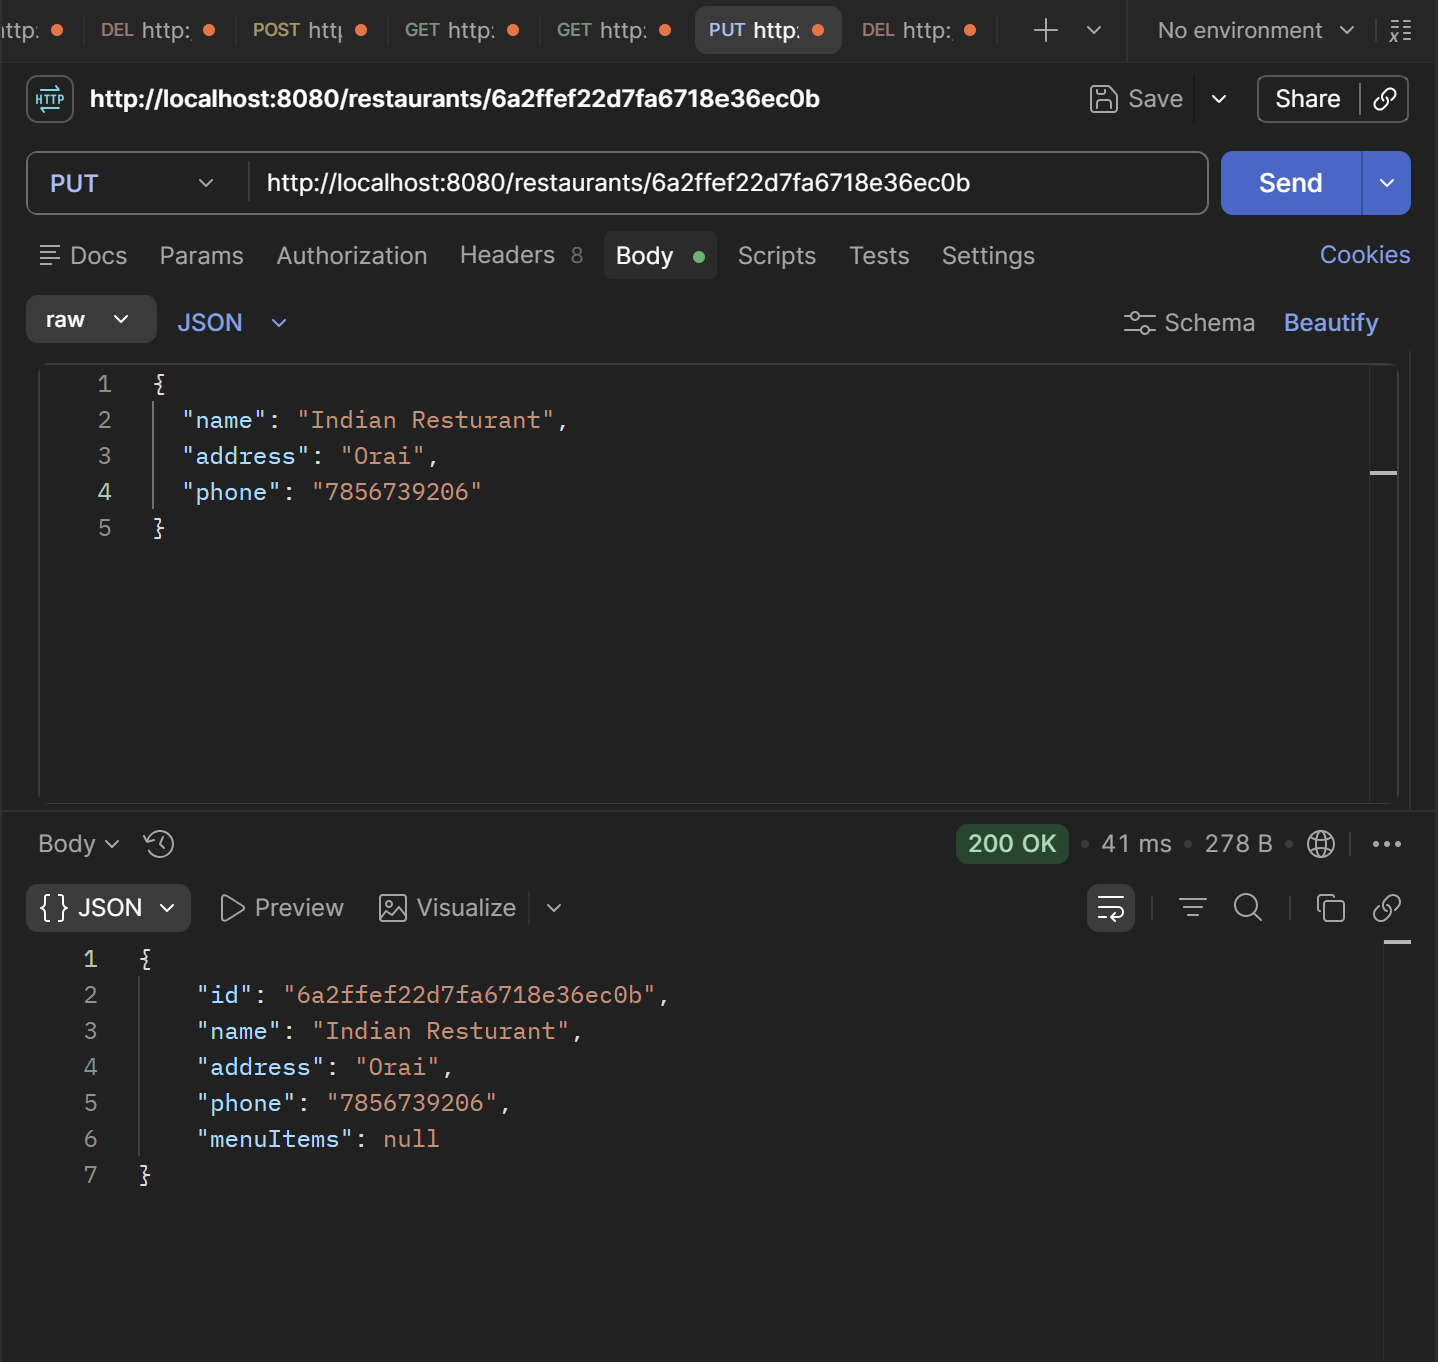 DEL http: POST http GET http: GET http: PUT http: DEL http: No environment
HTTP http://localhost:8080/restaurants/6a2ffef22d7fa6718e36ec0b Save Share
PUT http://localhost:8080/restaurants/6a2ffef22d7fa6718e36ec0b Send
Docs Params Authorization Headers 8 Body Scripts Tests Settings Cookies
raw JSON Schema Beautify
1 {
2 "name": "Indian Resturant",
3 "address": "Orai",
4 "phone": "7856739206"
5 }
Body 200 OK • 41 ms • 278 B •
{ } JSON Preview Visualize
1 {
2 "id": "6a2ffef22d7fa6718e36ec0b",
3 "name": "Indian Resturant",
4 "address": "Orai",
5 "phone": "7856739206",
6 "menuItems": null
7 }